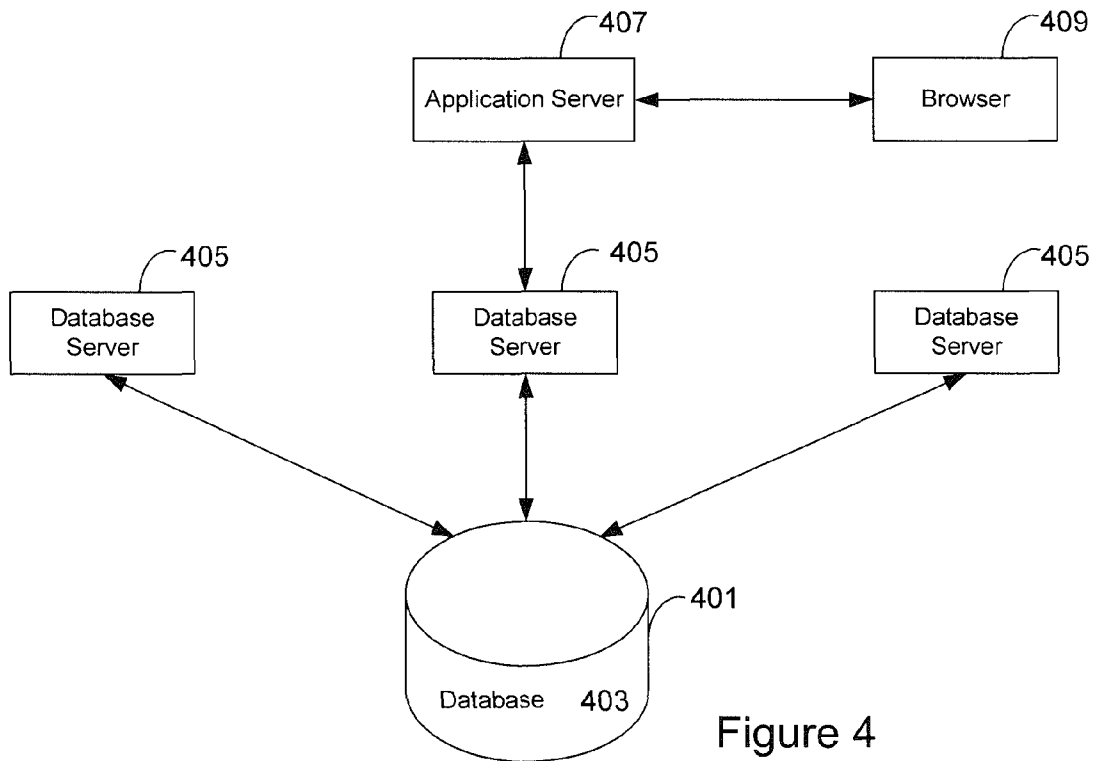 407
409
Application Server
Browser
405
405
405
Database
Server
Database
Server
Database
Server
401
Database 403
Figure 4